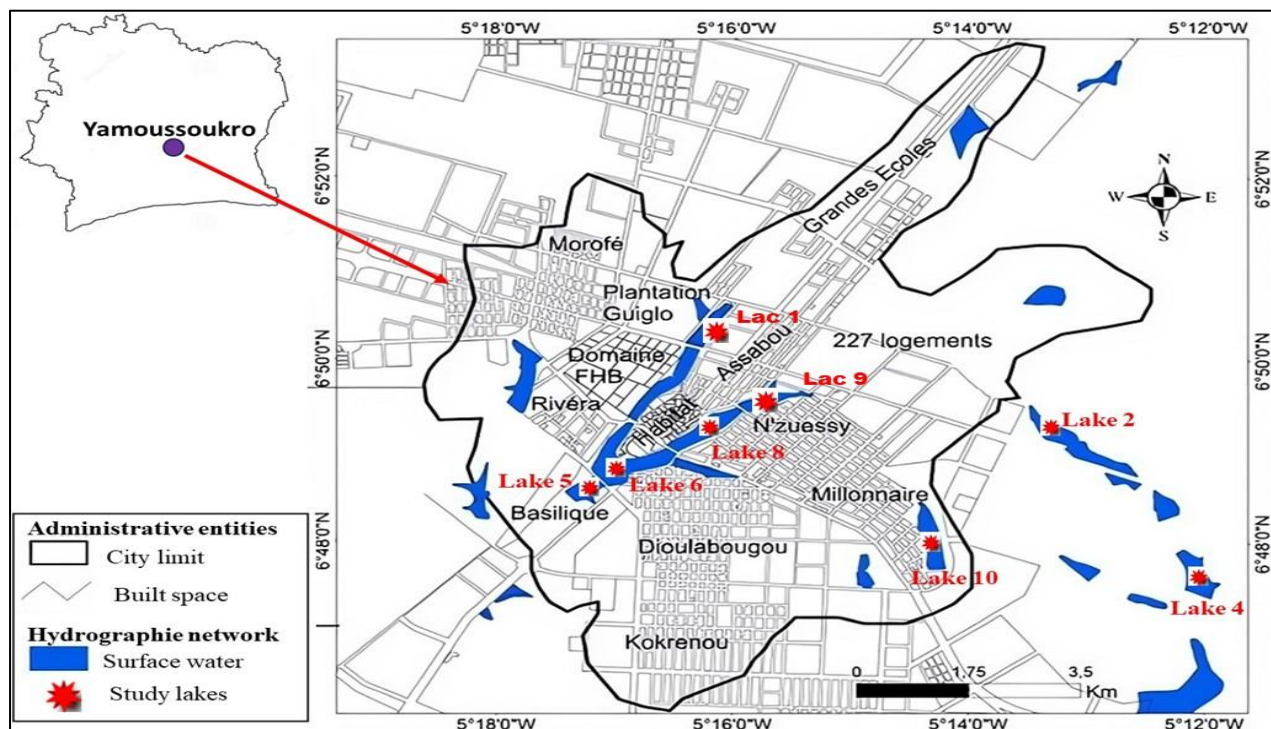 Yamoussoukro
5°18'0"W
5°16'0"W
5°14'0"W
5°12'0"W
6°52'0"N
6°50'0"N
6°48'0"N
6°52'0"N
6°50'0"N
6°48'0"N
N
W
E
S
Grandes Ecoles
Morofé
Plantation
Guiglo
Lac 1
Assabou
227 logements
Domaine
FHB
Lac 9
Rivéra
Habitat
N'zuessy
Lake 2
Lake 8
Lake 5
Lake 6
Millonnaire
Basilique
Dioulabougou
Lake 10
Lake 4
Kokrenou
0
1,75
3,5
Km
5°18'0"W
5°16'0"W
5°14'0"W
5°12'0"W
Administrative entities
City limit
Built space
Hydrographie network
Surface water
Study lakes